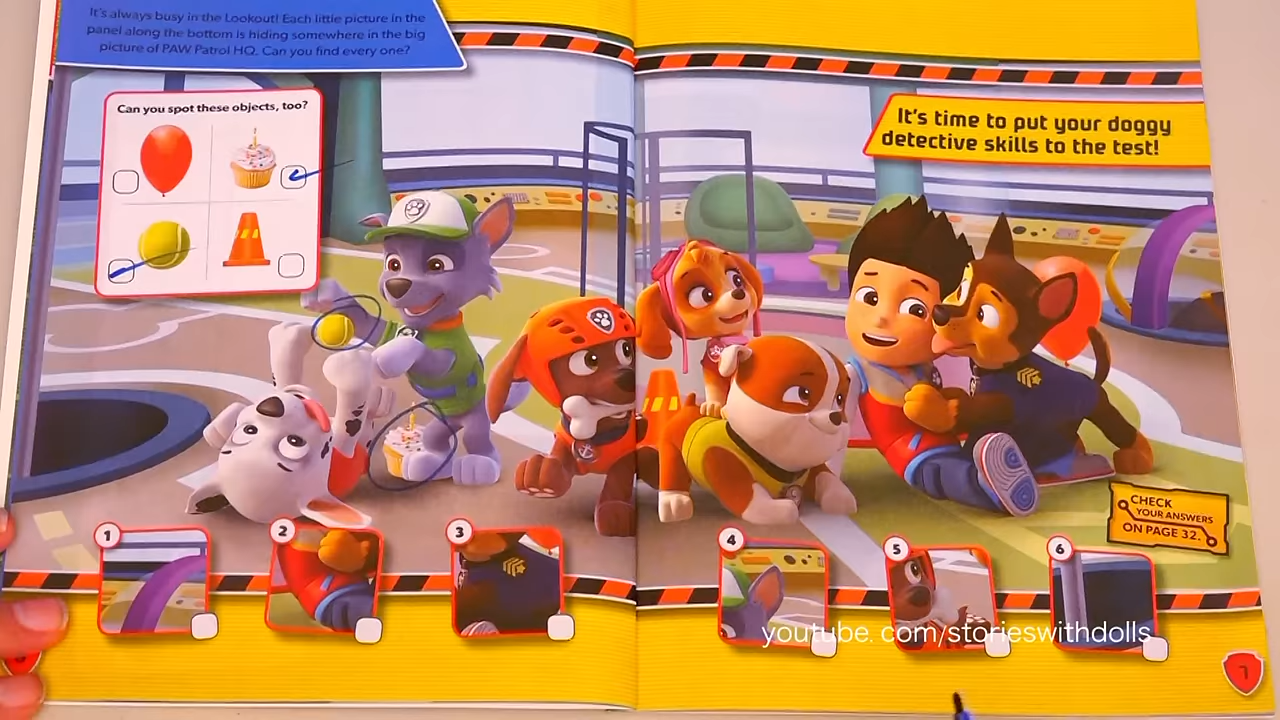 It's always busy in the Lookout! Each little picture in the
panel along the bottom is hiding somewhere in the big
picture of PAW Patrol HQ. Can you find every one?
Can you spot these objects, too?
It's time to put your doggy
detective skills to the test!
CHECK
YOUR ANSWERS
ON PAGE 32.
1
2
3
4
5
6
youtube. com/storieswithdolls
7